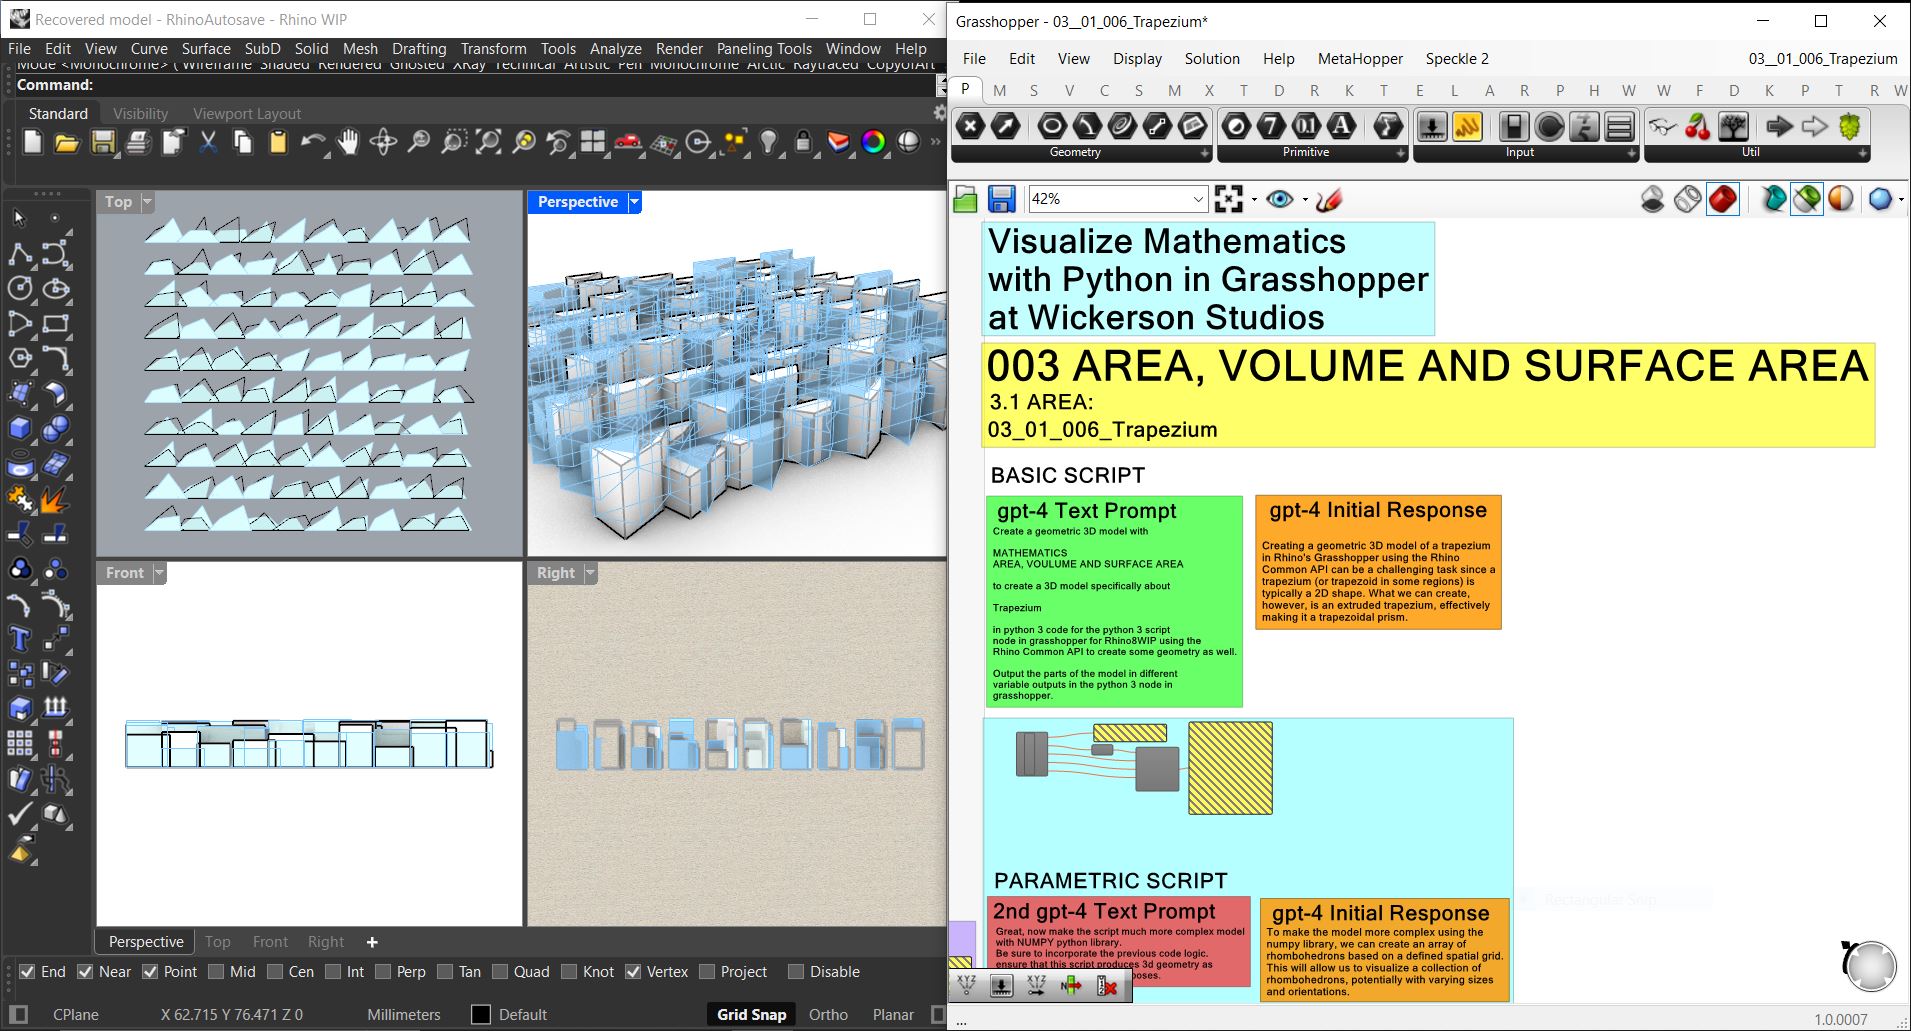 Recovered model - RhinoAutosave - Rhino WIP
File Edit View Curve Surface SubD Solid Mesh Drafting Transform Tools Analyze Render Paneling Tools Window Help
Mode <Monochrome> ( Wireframe Shaded Rendered Ghosted XRay Technical Artistic Pen Monochrome Arctic Raytraced CopyofArt
Command:
Standard Visibility Viewport Layout
Top
Perspective
Front
Right
Perspective Top Front Right
End Near Point Mid Cen Int Perp Tan Quad Knot Vertex Project Disable
CPlane X 62.715 Y 76.471 Z 0 Millimeters Default Grid Snap Ortho Planar
Grasshopper - 03__01_006_Trapezium*
File Edit View Display Solution Help MetaHopper Speckle 2 03__01_006_Trapezium
P M S V C S M X T D R K T E L A R P H W W F D K P T R W
Geometry Primitive Input Util
42%
Visualize Mathematics
with Python in Grasshopper
at Wickerson Studios
003 AREA, VOLUME AND SURFACE AREA
3.1 AREA:
03_01_006_Trapezium
BASIC SCRIPT
gpt-4 Text Prompt
Create a geometric 3D model with
MATHEMATICS
AREA, VOULUME AND SURFACE AREA
to create a 3D model specifically about
Trapezium
in python 3 code for the python 3 script
node in grasshopper for Rhino8WIP using the
Rhino Common API to create some geometry as well.
Output the parts of the model in different
variable outputs in the python 3 node in
grasshopper.
gpt-4 Initial Response
Creating a geometric 3D model of a trapezium
in Rhino's Grasshopper using the Rhino
Common API can be a challenging task since a
trapezium (or trapezoid in some regions) is
typically a 2D shape. What we can create,
however, is an extruded trapezium, effectively
making it a trapezoidal prism.
PARAMETRIC SCRIPT
2nd gpt-4 Text Prompt
Great, now make the script much more complex model
with NUMPY python library.
Be sure to incorporate the previous code logic.
ensure that this script produces 3d geometry as
poses.
gpt-4 Initial Response
To make the model more complex using the
numpy library, we can create an array of
rhombohedrons based on a defined spatial grid.
This will allow us to visualize a collection of
rhombohedrons, potentially with varying sizes
and orientations.
Rectangular Snip
...
1.0.0007